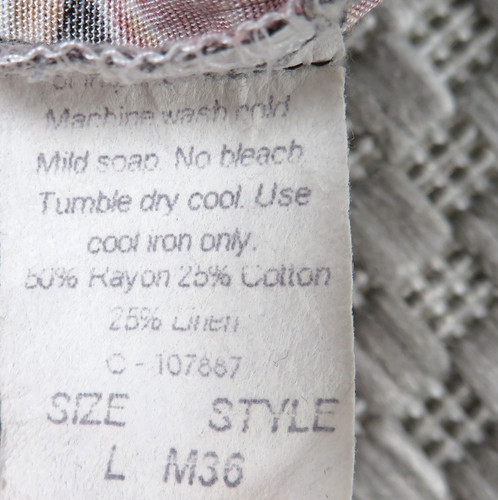 Machine wash cold
Mild soap. No bleach.
Tumble dry cool. Use
cool iron only.
50% Rayon 25% Cotton
25% Linen
C - 107887
SIZE STYLE
L M36